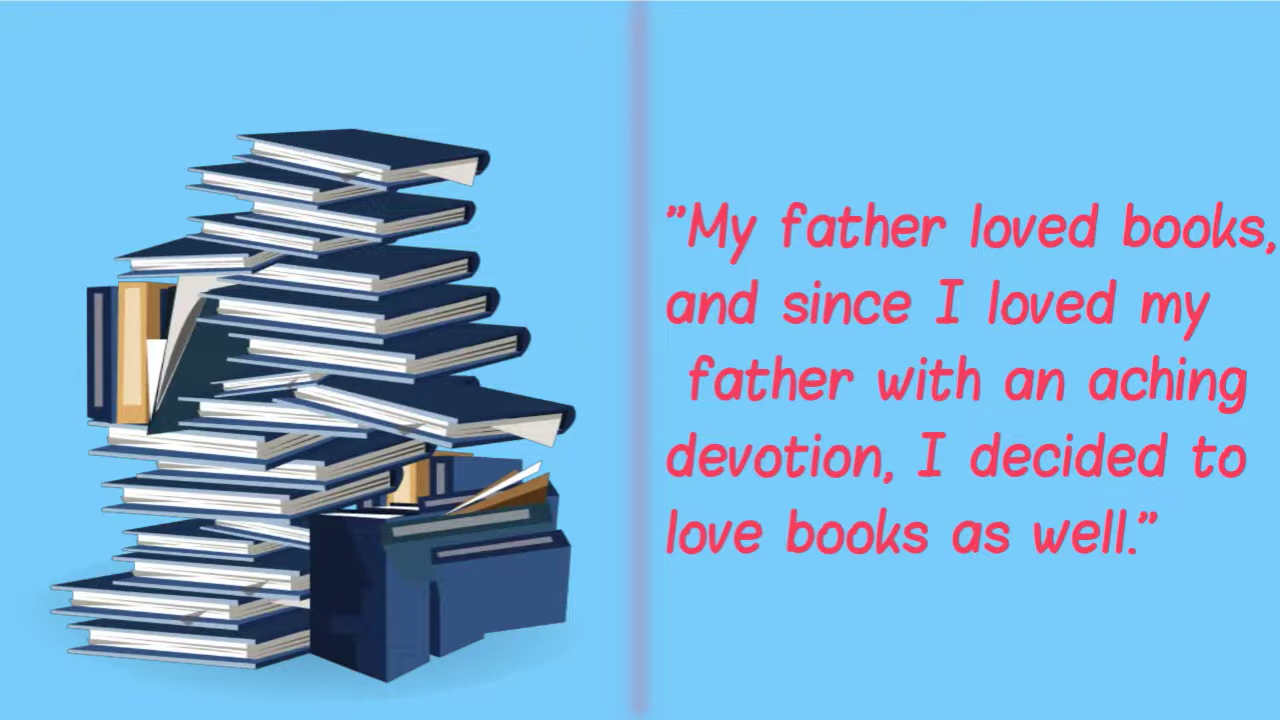 "My father loved books,
and since I loved my
father with an aching
devotion, I decided to
love books as well."